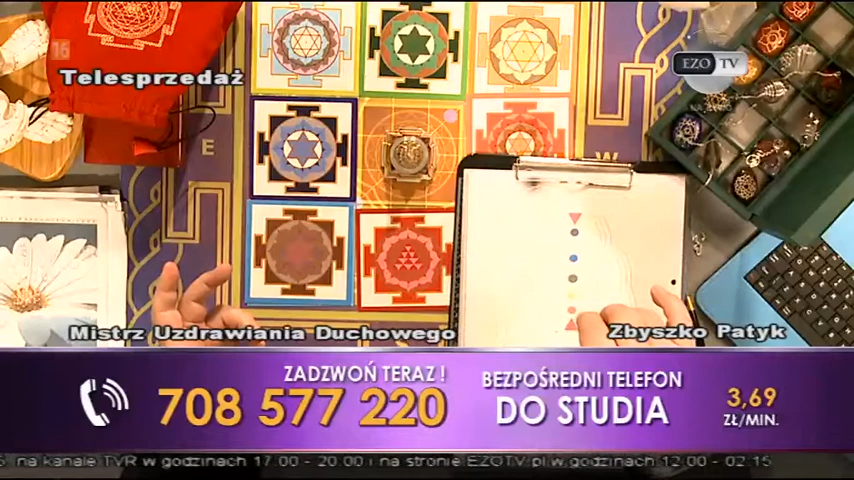 16
Telesprzedaż
EZO TV
E
W
Mistrz Uzdrawiania Duchowego Zbyszko Patyk
ZADZWOŃ TERAZ !
708 577 220
BEZPOŚREDNI TELEFON
DO STUDIA
3,69
ZŁ/MIN.
na kanale TVR w godzinach 17:00 - 20:00 i na stronie EZOTV.pl w godzinach 12:00 - 02:15